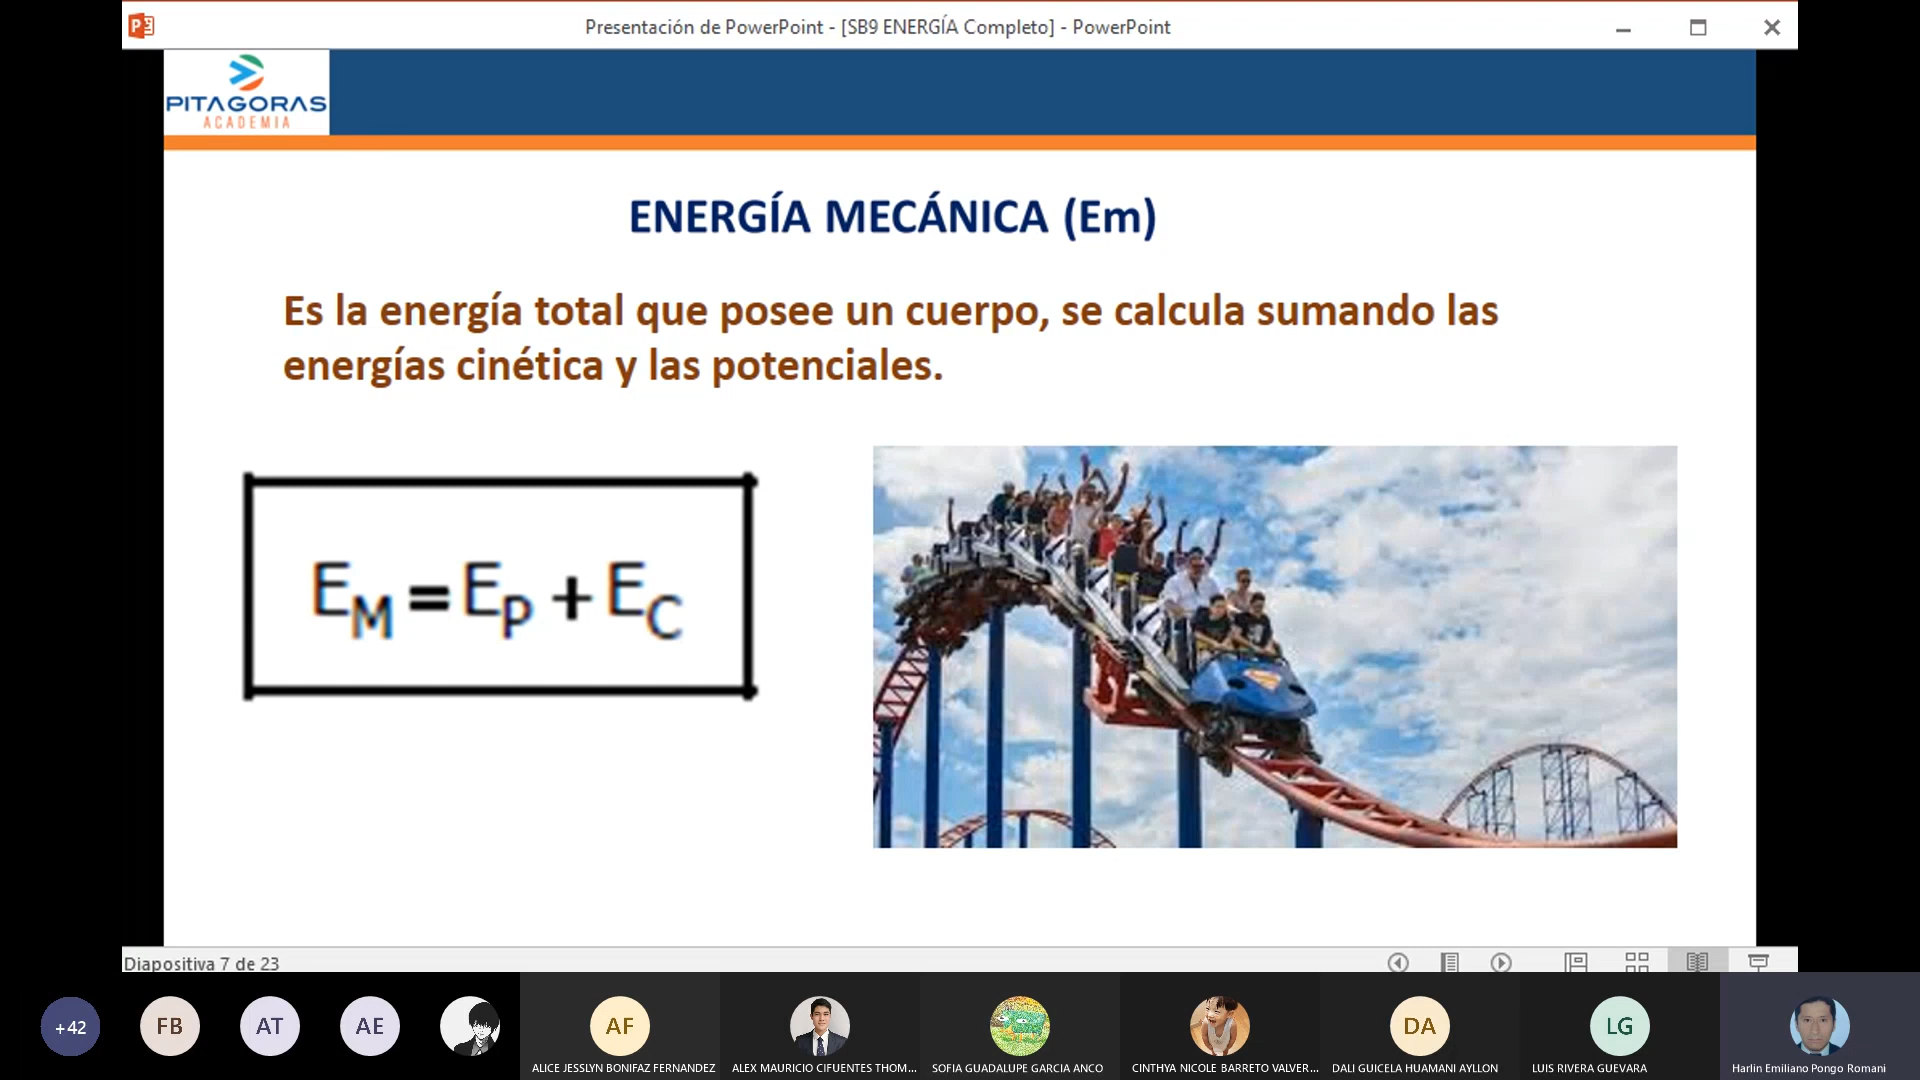 Presentación de PowerPoint - [SB9 ENERGÍA Completo] - PowerPoint
PITAGORAS
ACADEMIA
ENERGÍA MECÁNICA (Em)
Es la energía total que posee un cuerpo, se calcula sumando las
energías cinética y las potenciales.
EM = EP + EC
Diapositiva 7 de 23
+42
FB
AT
AE
AF
DA
LG
ALICE JESSLYN BONIFAZ FERNANDEZ
ALEX MAURICIO CIFUENTES THOM...
SOFIA GUADALUPE GARCIA ANCO
CINTHYA NICOLE BARRETO VALVER...
DALI GUICELA HUAMANI AYLLON
LUIS RIVERA GUEVARA
Harlin Emiliano Pongo Romani